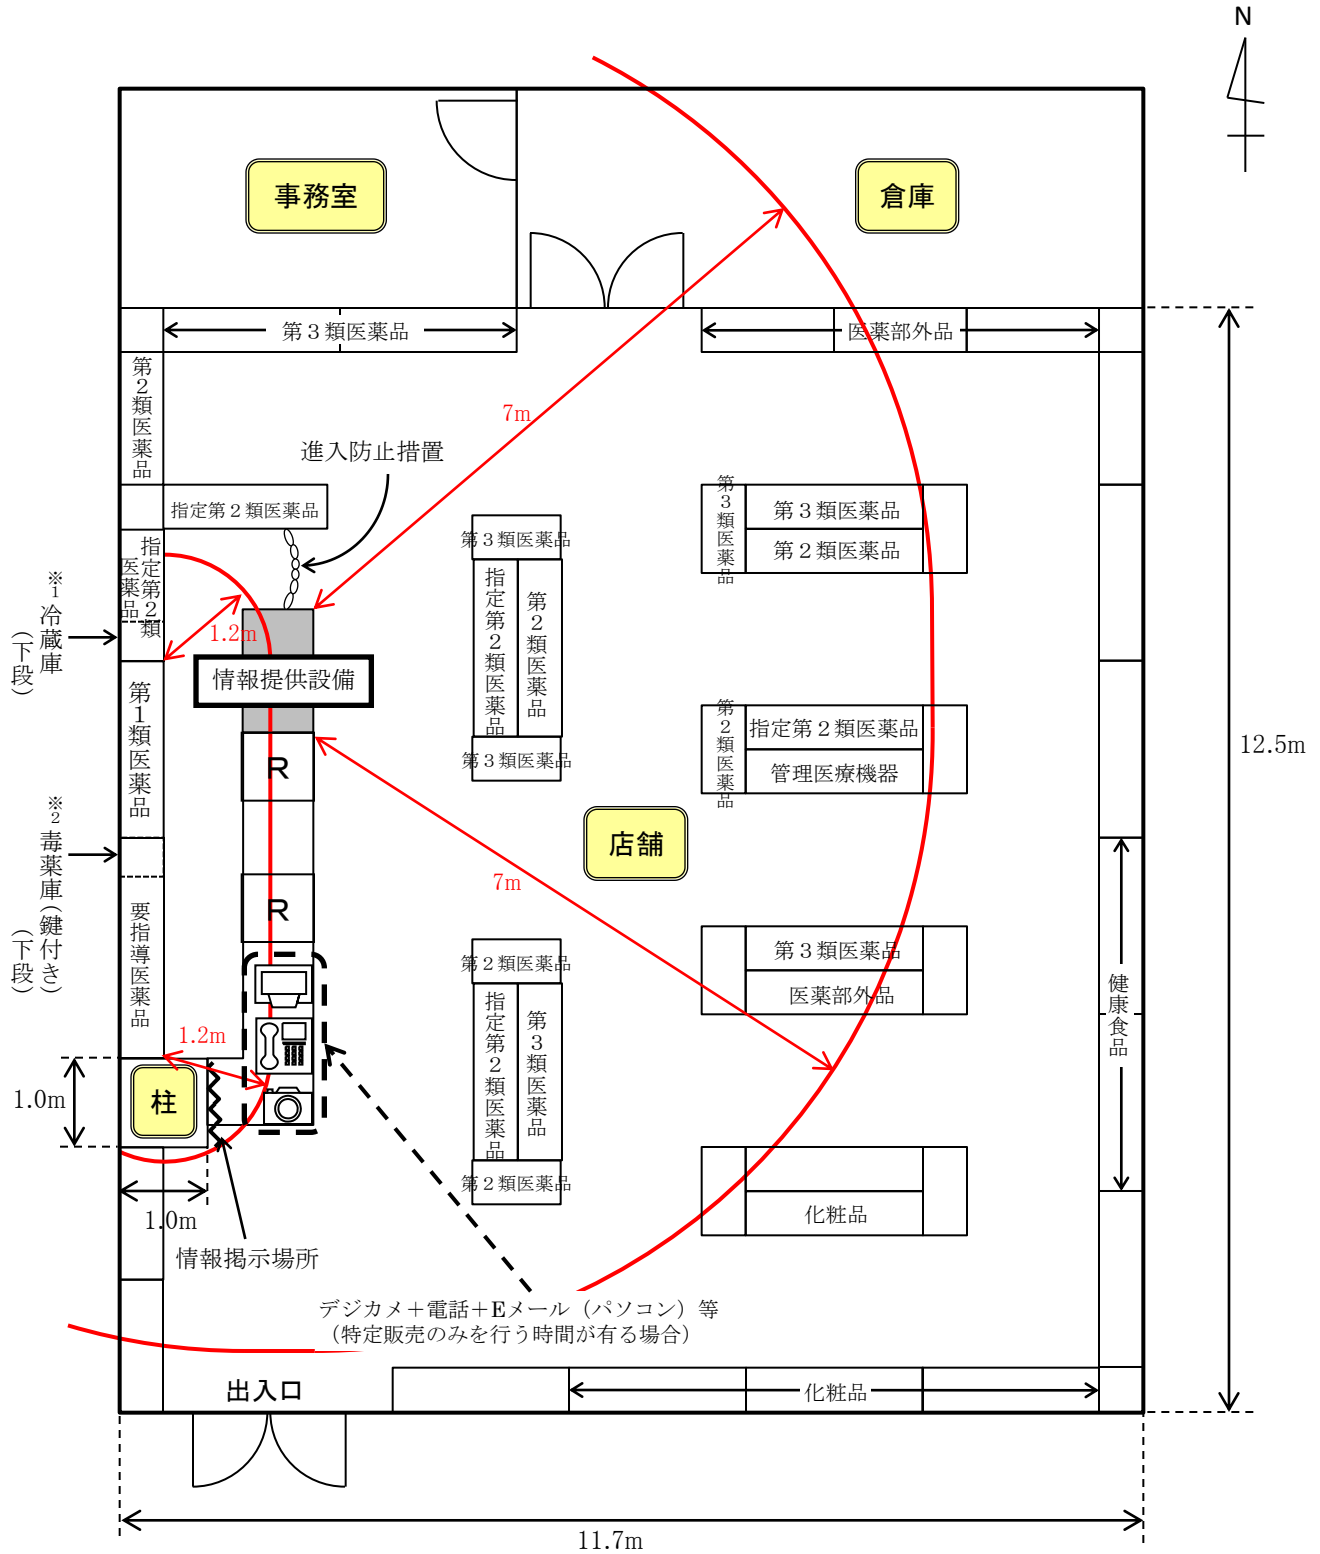 N
事務室
倉庫
第３類医薬品
医薬部外品
第２類医薬品
7m
進入防止措置
指定第２類医薬品
第３類医薬品
第３類医薬品
第２類医薬品
第３類医薬品
指定第２類
医薬品
第３類医薬品
指定第２類医薬品
第２類医薬品
第３類医薬品
※1 冷蔵庫
（下段）
1.2m
情報提供設備
第１類医薬品
R
R
第２類医薬品
指定第２類医薬品
管理医療機器
12.5m
店舗
7m
※2 毒薬庫（鍵付き）
（下段）
要指導医薬品
第２類医薬品
指定第２類医薬品
第３類医薬品
第２類医薬品
第３類医薬品
医薬部外品
健康食品
1.2m
1.0m
柱
1.0m
情報掲示場所
化粧品
デジカメ＋電話＋Eメール（パソコン）等
（特定販売のみを行う時間が有る場合）
出入口
化粧品
11.7m